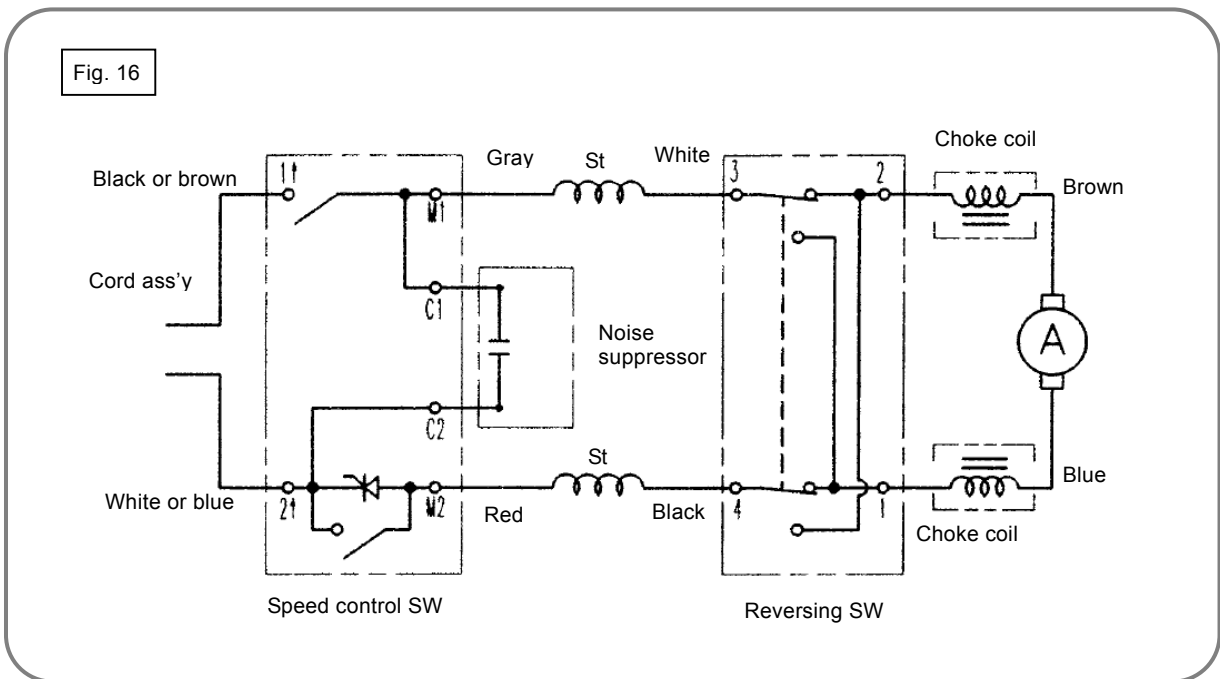 Fig. 16
Choke coil
Gray
St
White
Black or brown
1↑
3
2
Brown
M1
Cord ass'y
C1
Noise
suppressor
A
C2
St
Blue
White or blue
2↑
M2
Red
Black
4
1
Choke coil
Speed control SW
Reversing SW